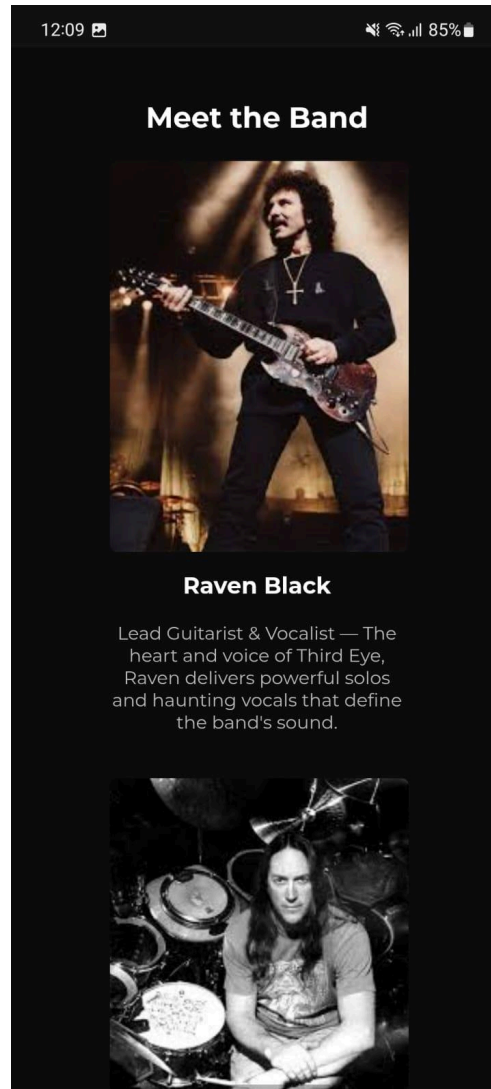 12:09
85%
Meet the Band
Raven Black
Lead Guitarist & Vocalist — The
heart and voice of Third Eye,
Raven delivers powerful solos
and haunting vocals that define
the band's sound.